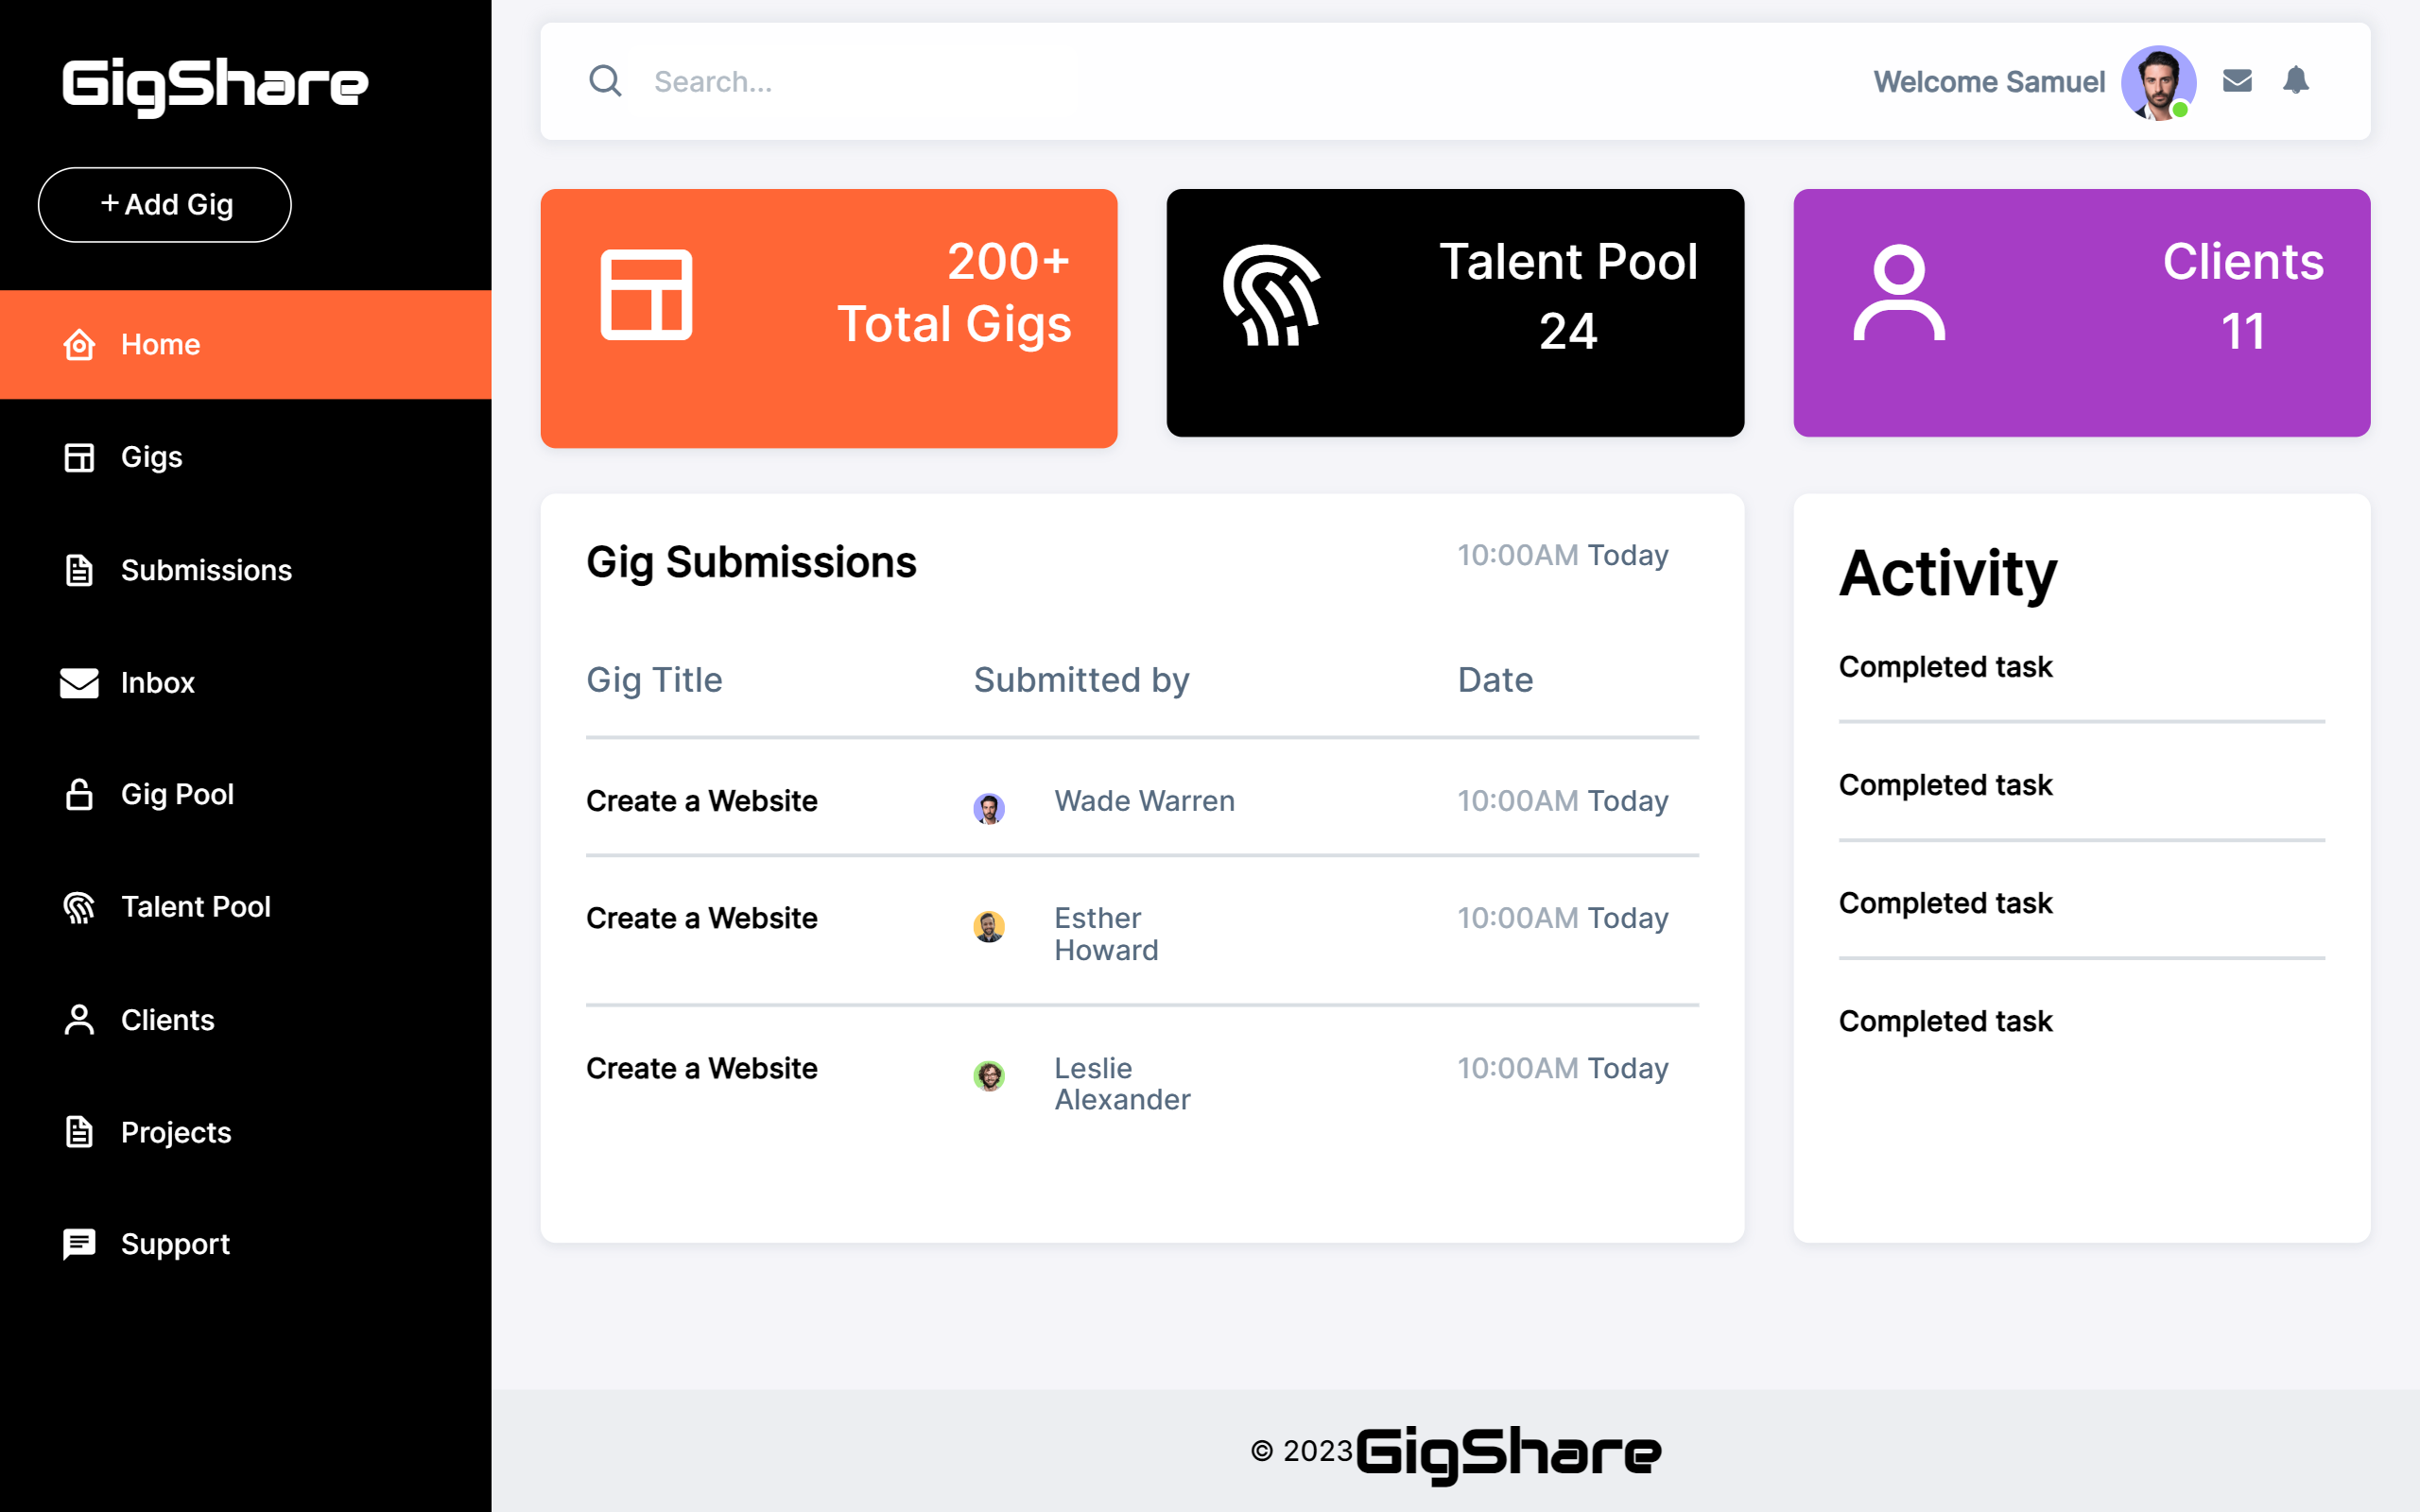 GigShare
+ Add Gig
Home
Gigs
Submissions
Inbox
Gig Pool
Talent Pool
Clients
Projects
Support
Search...
Welcome Samuel
200+
Total Gigs
Talent Pool
24
Clients
11
Gig Submissions
10:00AM Today
Gig Title Submitted by Date
Create a Website Wade Warren 10:00AM Today
Create a Website Esther 10:00AM Today
Howard
Create a Website Leslie 10:00AM Today
Alexander
Activity
Completed task
Completed task
Completed task
Completed task
© 2023 GigShare